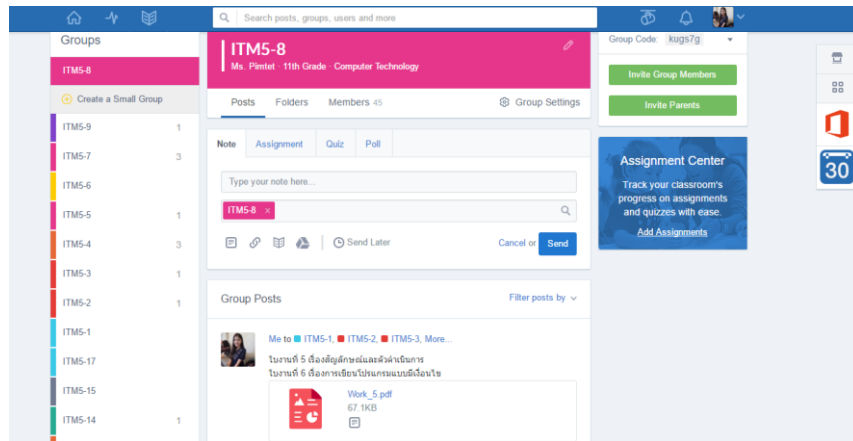 Search posts, groups, users and more
Groups
ITM5-8
Create a Small Group
ITM5-9 1
ITM5-7 3
ITM5-6
ITM5-5 1
ITM5-4 3
ITM5-3 1
ITM5-2 1
ITM5-1
ITM5-17
ITM5-15
ITM5-14 1
ITM5-8
Ms. Pimtet · 11th Grade · Computer Technology
Posts Folders Members 45 Group Settings
Note Assignment Quiz Poll
Type your note here...
ITM5-8 ×
Send Later Cancel or Send
Group Posts Filter posts by
Me to ITM5-1, ITM5-2, ITM5-3, More...
ใบงานที่ 5 เรื่องสัญลักษณ์และตัวดำเนินการ
ใบงานที่ 6 เรื่องการเขียนโปรแกรมแบบมีเงื่อนไข
Work_5.pdf
67.1KB
Group Code: kugs7g
Invite Group Members
Invite Parents
Assignment Center
Track your classroom's
progress on assignments
and quizzes with ease.
Add Assignments
30